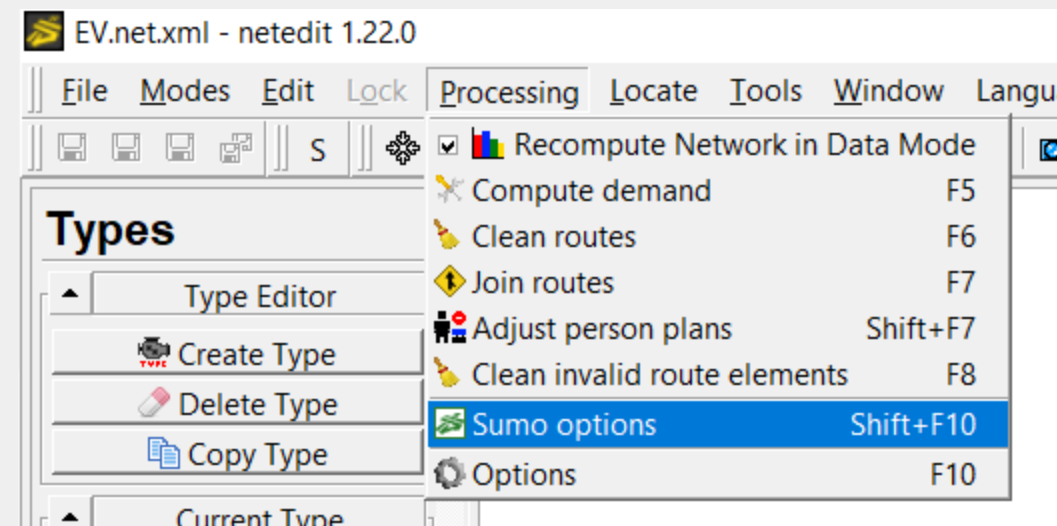 EV.net.xml - netedit 1.22.0
File Modes Edit Lock Processing Locate Tools Window Langu
S
Recompute Network in Data Mode
Compute demand F5
Clean routes F6
Join routes F7
Adjust person plans Shift+F7
Clean invalid route elements F8
Sumo options Shift+F10
Options F10
Types
Type Editor
TYPE Create Type
Delete Type
Copy Type
Current Type